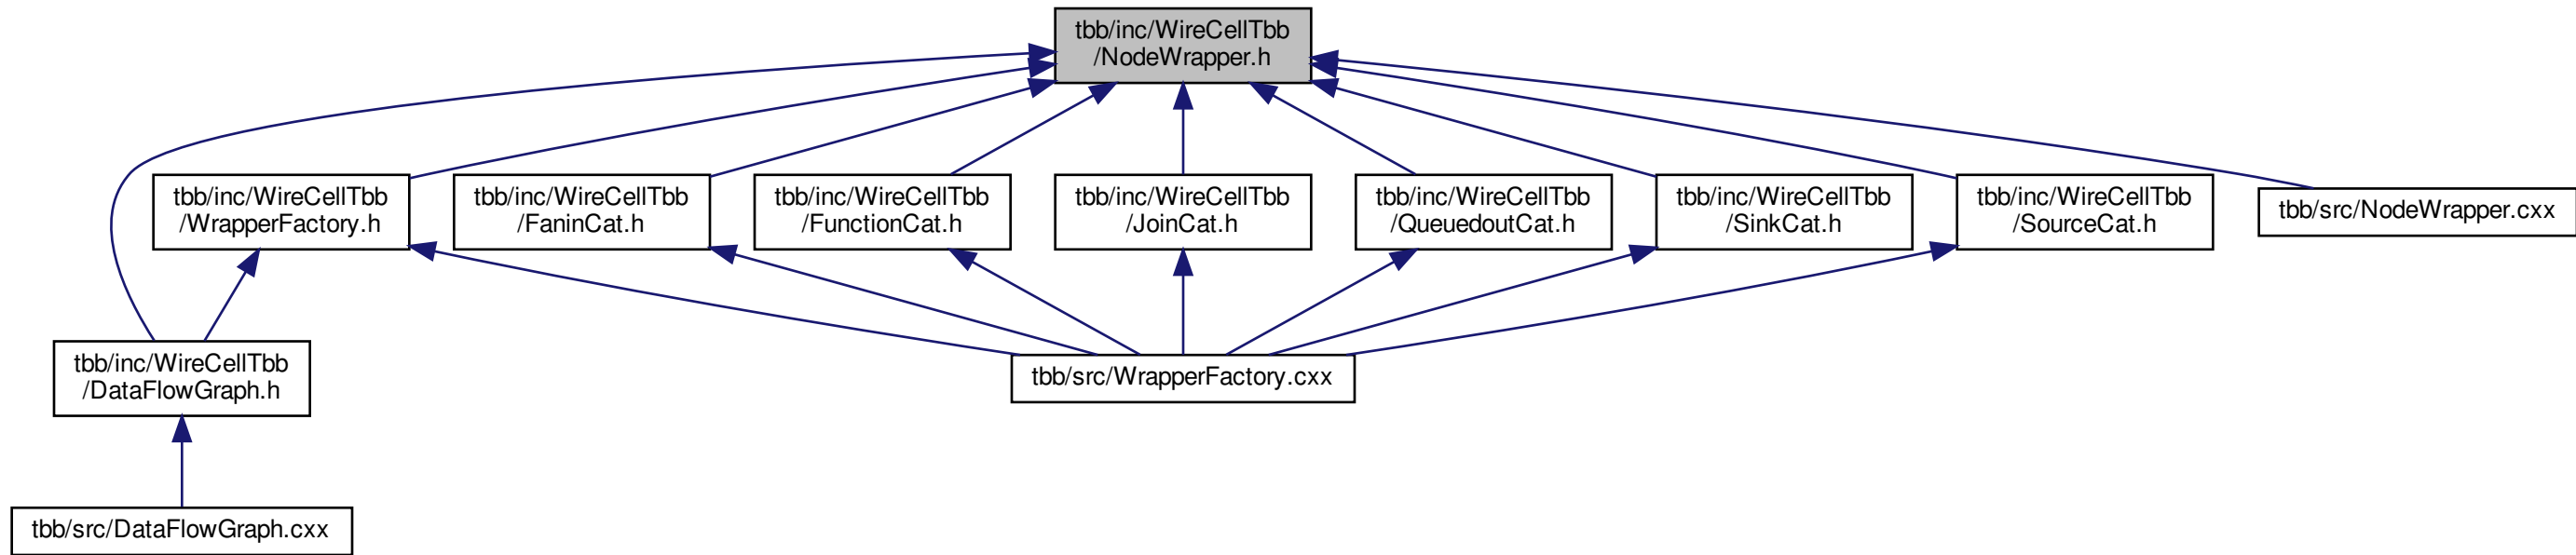 tbb/inc/WireCellTbb
/NodeWrapper.h
tbb/inc/WireCellTbb
/WrapperFactory.h
tbb/inc/WireCellTbb
/FaninCat.h
tbb/inc/WireCellTbb
/FunctionCat.h
tbb/inc/WireCellTbb
/JoinCat.h
tbb/inc/WireCellTbb
/QueuedoutCat.h
tbb/inc/WireCellTbb
/SinkCat.h
tbb/inc/WireCellTbb
/SourceCat.h
tbb/src/NodeWrapper.cxx
tbb/inc/WireCellTbb
/DataFlowGraph.h
tbb/src/WrapperFactory.cxx
tbb/src/DataFlowGraph.cxx